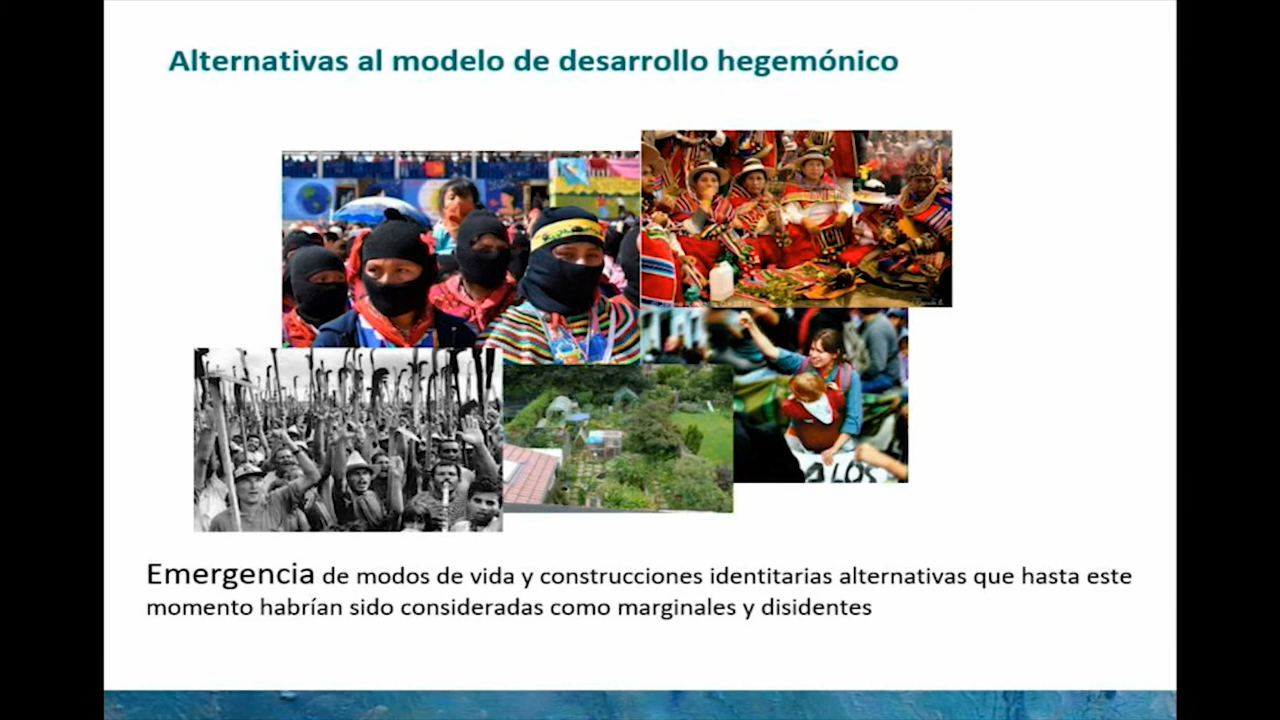 Alternativas al modelo de desarrollo hegemónico
A LOS
Emergencia de modos de vida y construcciones identitarias alternativas que hasta este
momento habrían sido consideradas como marginales y disidentes